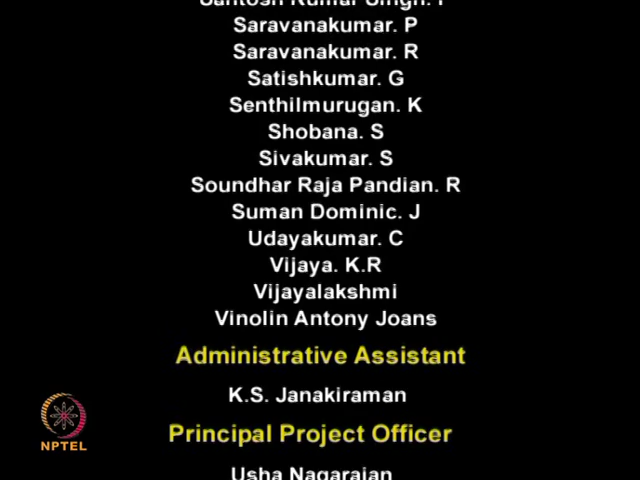 Santosh Kumar Singh. P
Saravanakumar. P
Saravanakumar. R
Satishkumar. G
Senthilmurugan. K
Shobana. S
Sivakumar. S
Soundhar Raja Pandian. R
Suman Dominic. J
Udayakumar. C
Vijaya. K.R
Vijayalakshmi
Vinolin Antony Joans
Administrative Assistant
K.S. Janakiraman
Principal Project Officer
Usha Nagarajan
NPTEL